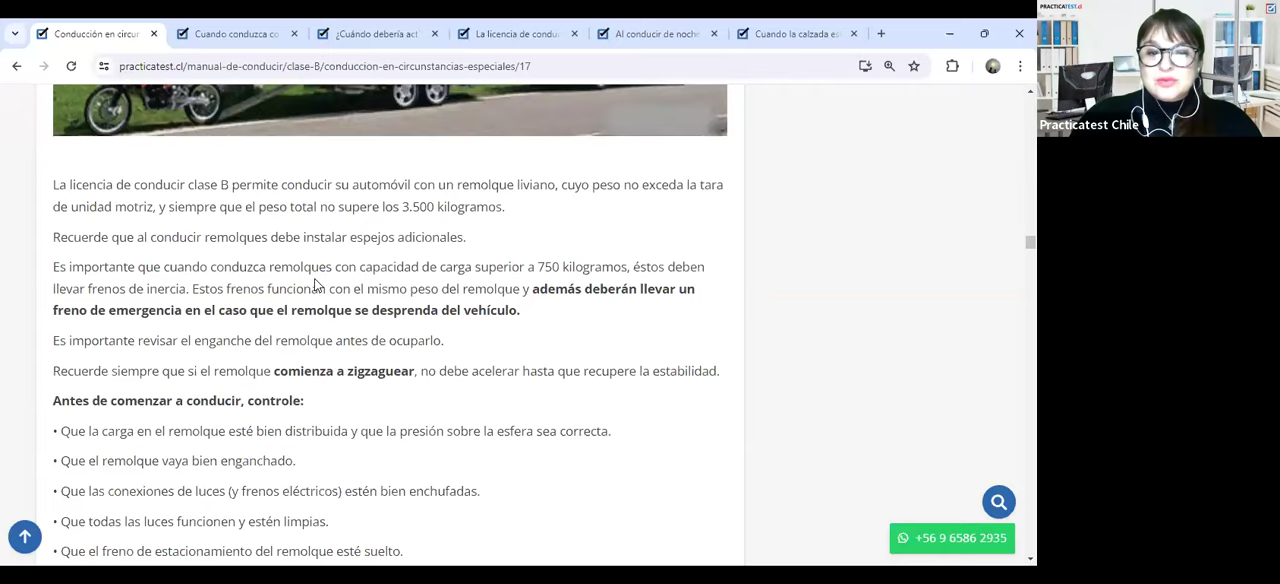 Conducción en circur
Cuando conduzca co
¿Cuándo debería act
La licencia de conduc
Al conducir de noche
Cuando la calzada es
practicatest.cl/manual-de-conducir/clase-B/conduccion-en-circunstancias-especiales/17
PRACTICATEST.cl
Practicatest Chile
La licencia de conducir clase B permite conducir su automóvil con un remolque liviano, cuyo peso no exceda la tara
de unidad motriz, y siempre que el peso total no supere los 3.500 kilogramos.
Recuerde que al conducir remolques debe instalar espejos adicionales.
Es importante que cuando conduzca remolques con capacidad de carga superior a 750 kilogramos, éstos deben
llevar frenos de inercia. Estos frenos funcionan con el mismo peso del remolque y además deberán llevar un
freno de emergencia en el caso que el remolque se desprenda del vehículo.
Es importante revisar el enganche del remolque antes de ocuparlo.
Recuerde siempre que si el remolque comienza a zigzaguear, no debe acelerar hasta que recupere la estabilidad.
Antes de comenzar a conducir, controle:
• Que la carga en el remolque esté bien distribuida y que la presión sobre la esfera sea correcta.
• Que el remolque vaya bien enganchado.
• Que las conexiones de luces (y frenos eléctricos) estén bien enchufadas.
• Que todas las luces funcionen y estén limpias.
• Que el freno de estacionamiento del remolque esté suelto.
+56 9 6586 2935